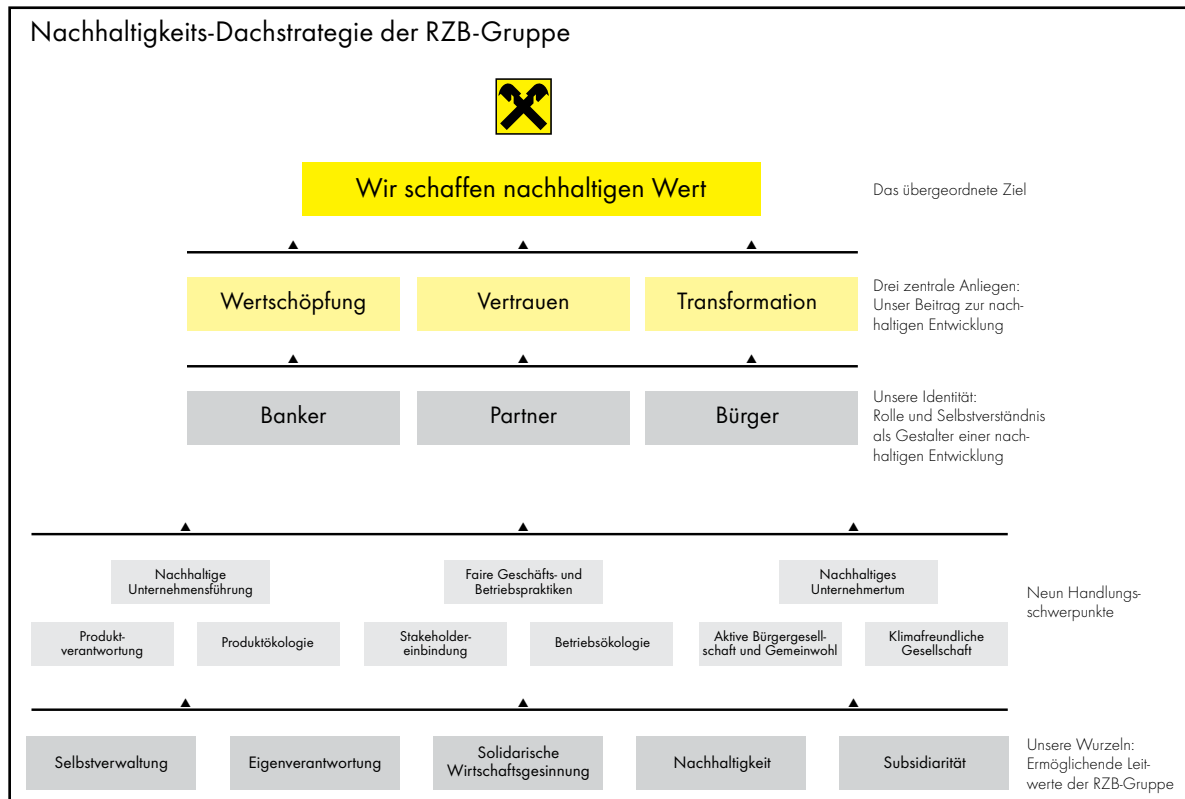 Nachhaltigkeits-Dachstrategie der RZB-Gruppe
Wir schaffen nachhaltigen Wert
Das übergeordnete Ziel
Wertschöpfung
Vertrauen
Transformation
Drei zentrale Anliegen:
Unser Beitrag zur nach-
haltigen Entwicklung
Banker
Partner
Bürger
Unsere Identität:
Rolle und Selbstverständnis
als Gestalter einer nach-
haltigen Entwicklung
Nachhaltige
Unternehmensführung
Faire Geschäfts- und
Betriebspraktiken
Nachhaltiges
Unternehmertum
Produkt-
verantwortung
Produktökologie
Stakeholder-
einbindung
Betriebsökologie
Aktive Bürgergesell-
schaft und Gemeinwohl
Klimafreundliche
Gesellschaft
Neun Handlungs-
schwerpunkte
Selbstverwaltung
Eigenverantwortung
Solidarische
Wirtschaftsgesinnung
Nachhaltigkeit
Subsidiarität
Unsere Wurzeln:
Ermöglichende Leit-
werte der RZB-Gruppe